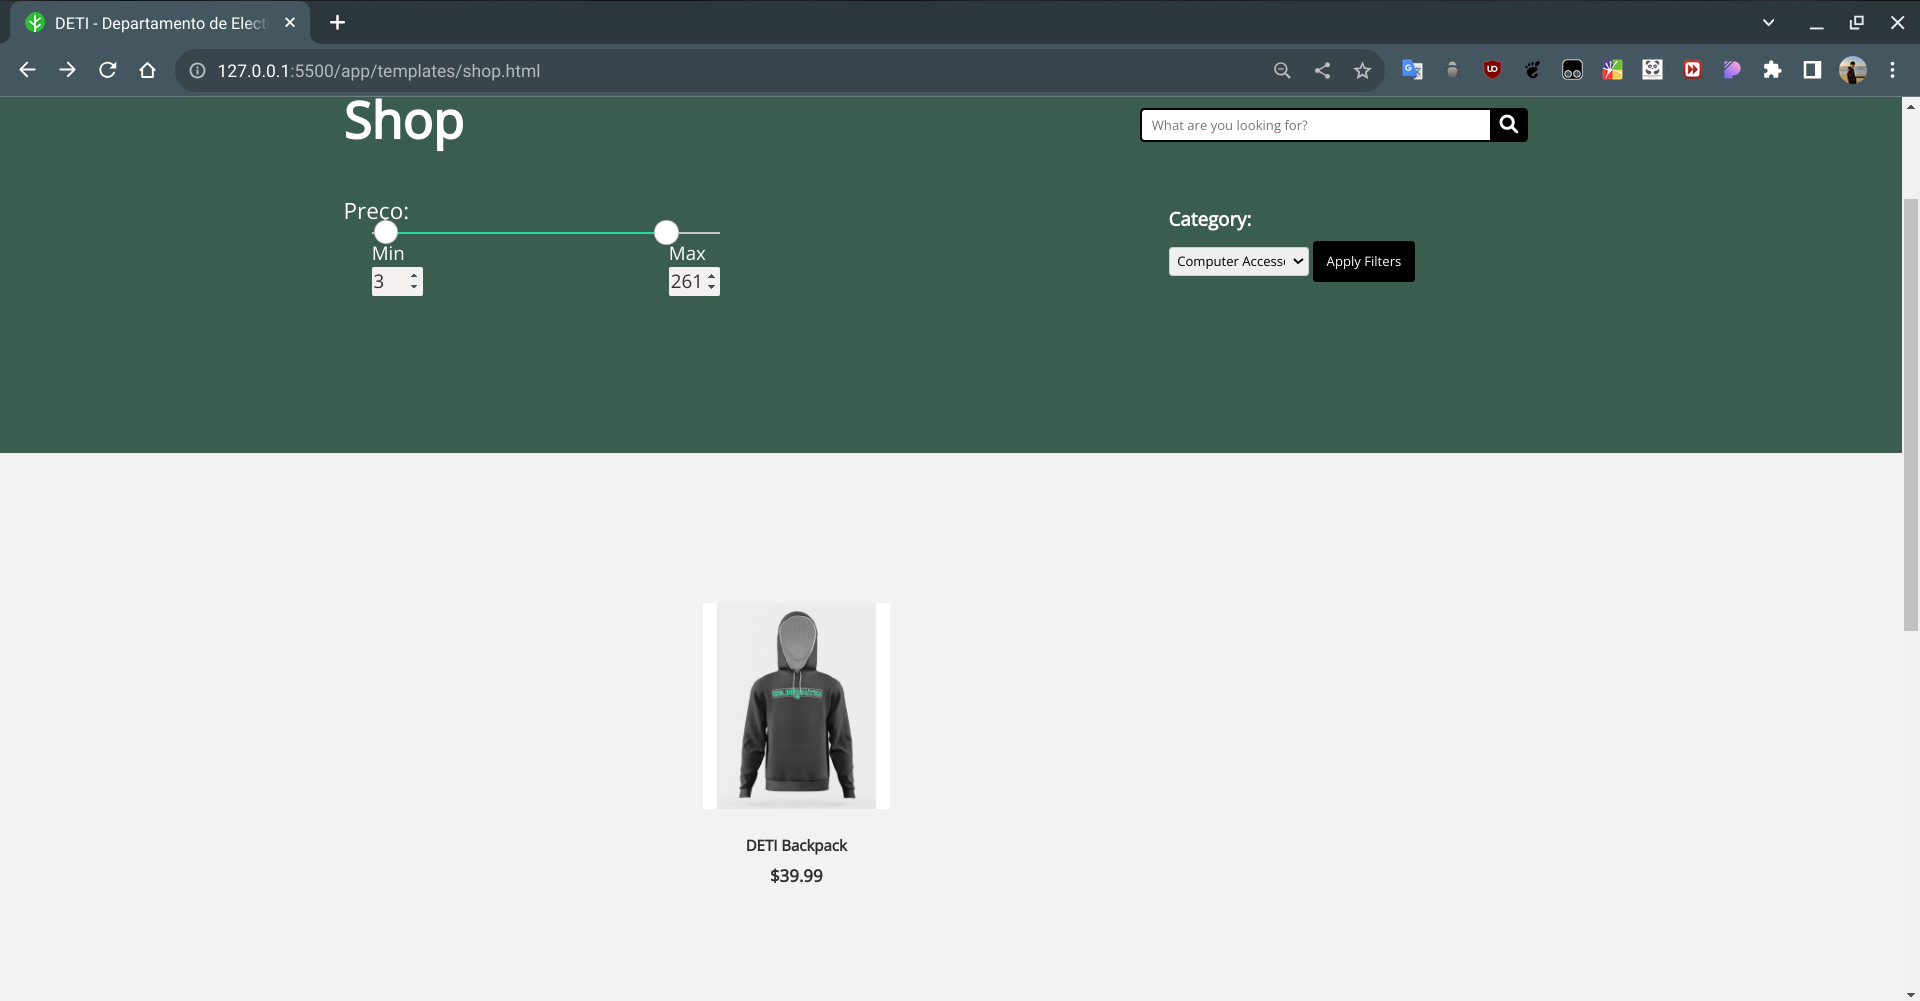 DETI - Departamento de Elect
127.0.0.1:5500/app/templates/shop.html
Shop
What are you looking for?
Preço:
Category:
Min
Max
Computer Access
Apply Filters
3
261
DETI Backpack
$39.99